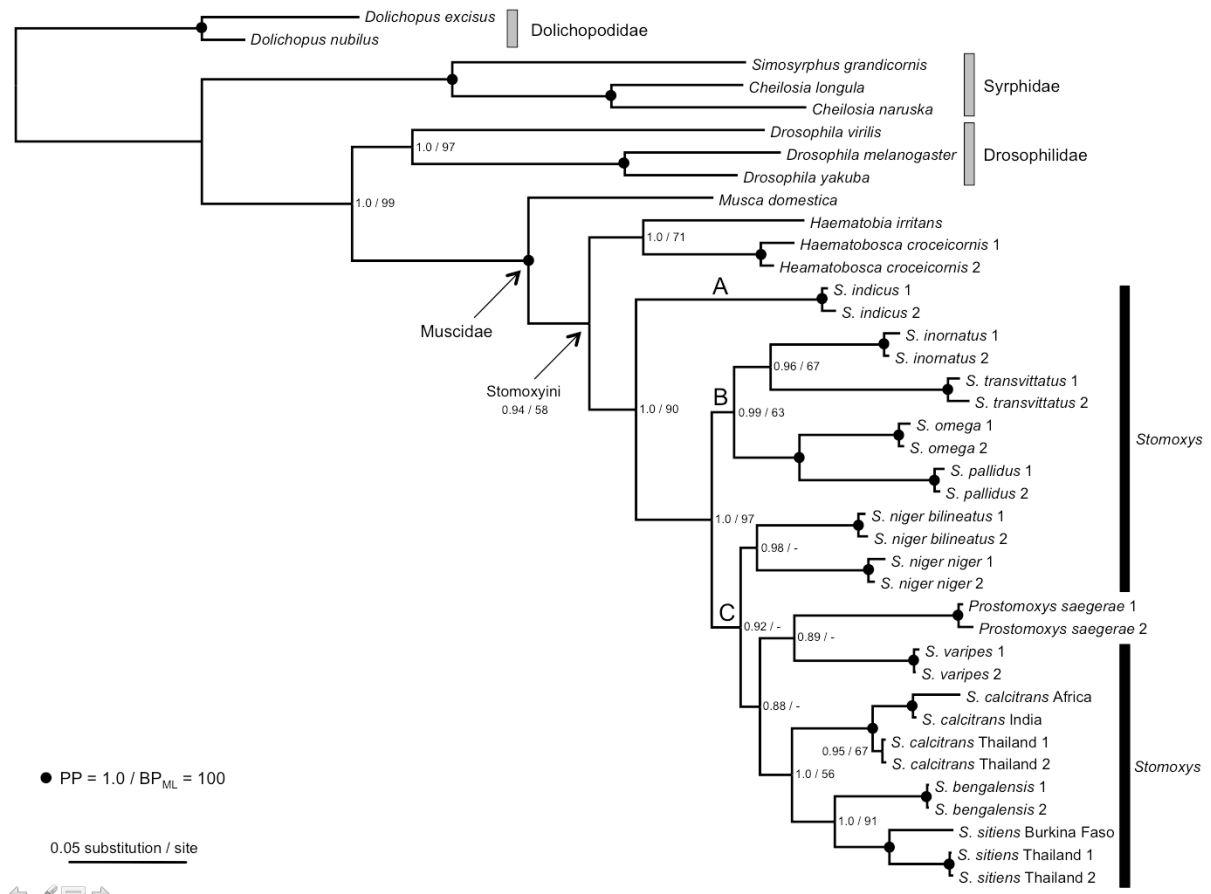 Dolichopus excisus
Dolichopus nubilus
Dolichopodidae
Simosyrphus grandicornis
Cheilosia longula
Cheilosia naruska
Syrphidae
Drosophila virilis
Drosophila melanogaster
Drosophila yakuba
Drosophilidae
1.0 / 97
1.0 / 99
Musca domestica
Haematobia irritans
1.0 / 71
Haematobosca croceicornis 1
Heamatobosca croceicornis 2
Muscidae
Stomoxyini
0.94 / 58
A
S. indicus 1
S. indicus 2
1.0 / 90
S. inornatus 1
S. inornatus 2
0.96 / 67
S. transvittatus 1
S. transvittatus 2
B
0.99 / 63
S. omega 1
S. omega 2
S. pallidus 1
S. pallidus 2
Stomoxys
1.0 / 97
S. niger bilineatus 1
S. niger bilineatus 2
0.98 / -
S. niger niger 1
S. niger niger 2
C
0.92 / -
Prostomoxys saegerae 1
Prostomoxys saegerae 2
0.89 / -
S. varipes 1
S. varipes 2
0.88 / -
S. calcitrans Africa
S. calcitrans India
S. calcitrans Thailand 1
S. calcitrans Thailand 2
0.95 / 67
1.0 / 56
Stomoxys
S. bengalensis 1
S. bengalensis 2
1.0 / 91
S. sitiens Burkina Faso
S. sitiens Thailand 1
S. sitiens Thailand 2
PP = 1.0 / BPML = 100
0.05 substitution / site